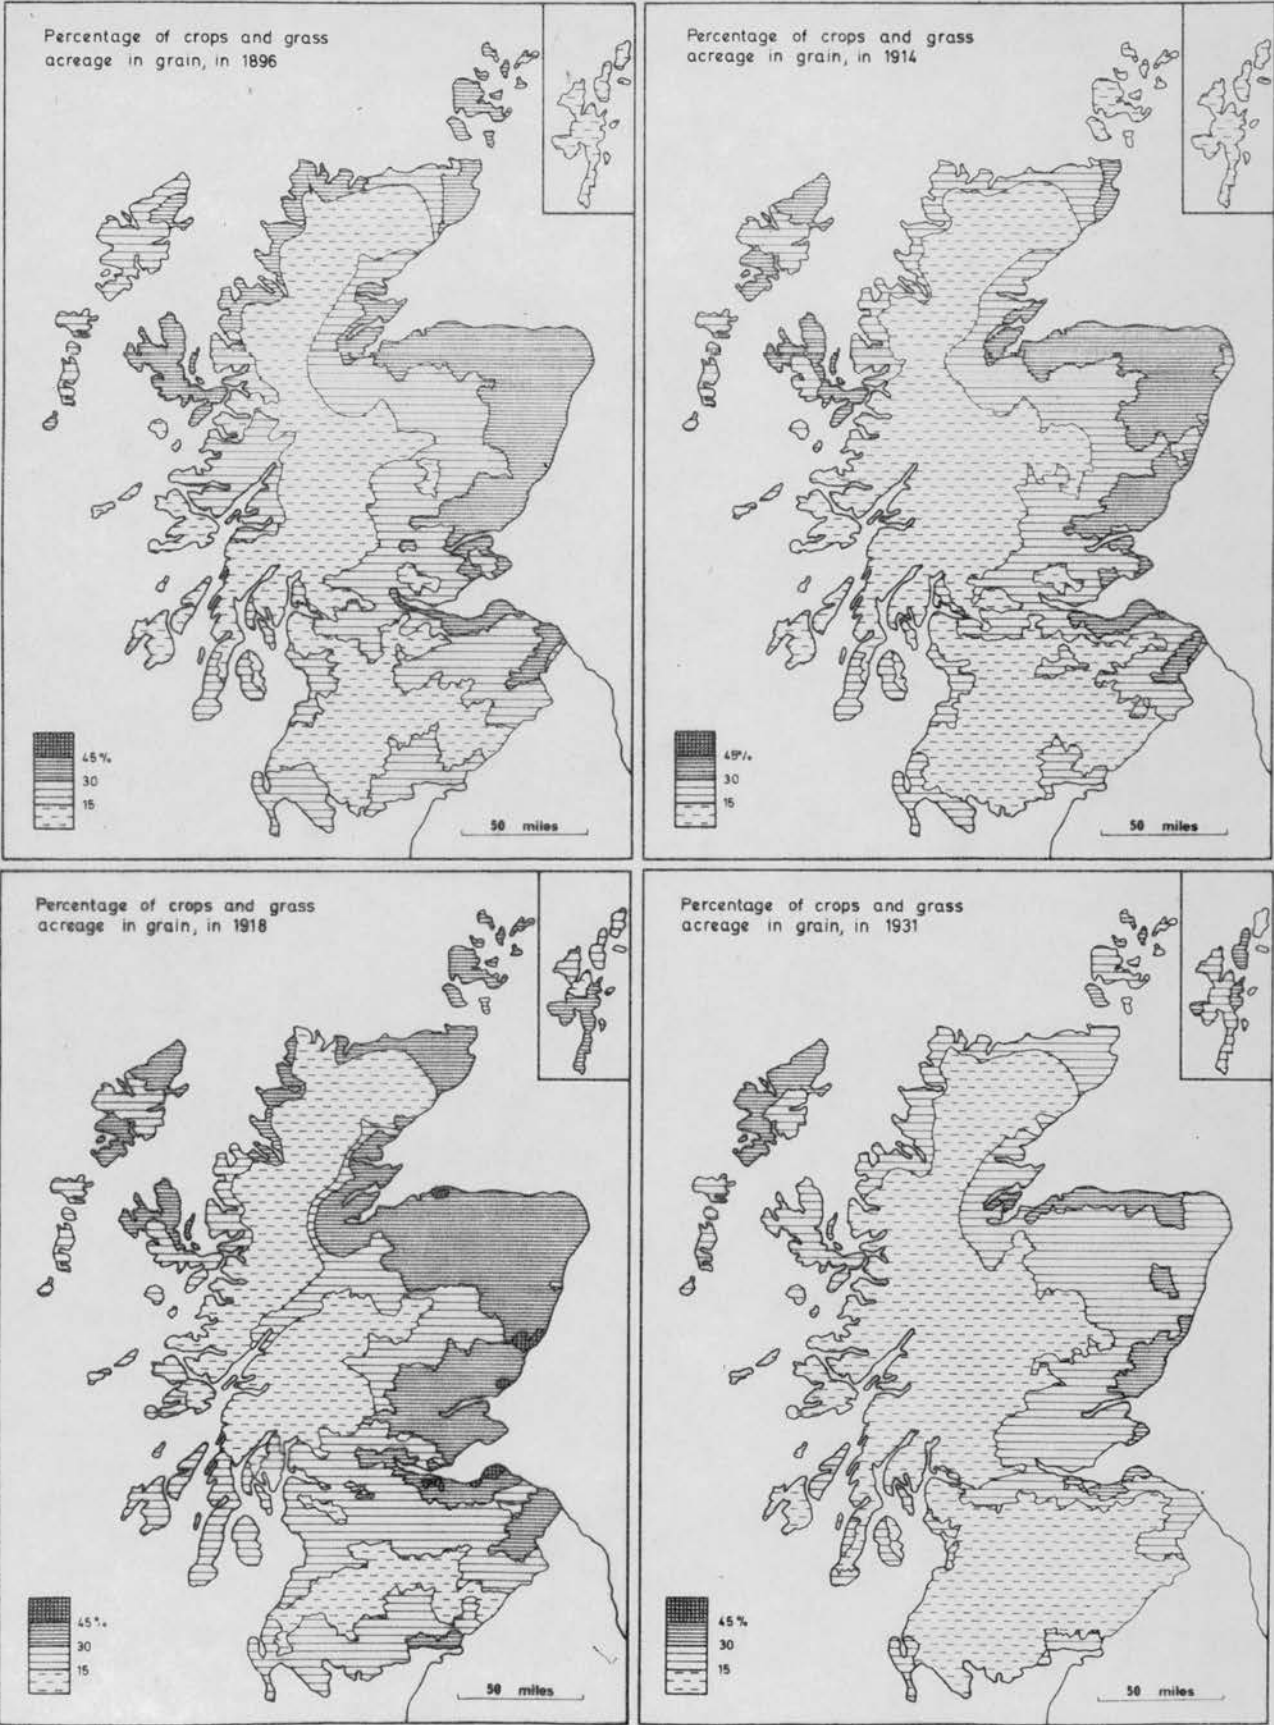 Percentage of crops and grass
acreage in grain, in 1896
45%
30
15
50 miles
Percentage of crops and grass
acreage in grain, in 1914
45%
30
15
50 miles
Percentage of crops and grass
acreage in grain, in 1918
45%
30
15
50 miles
Percentage of crops and grass
acreage in grain, in 1931
45%
30
15
50 miles